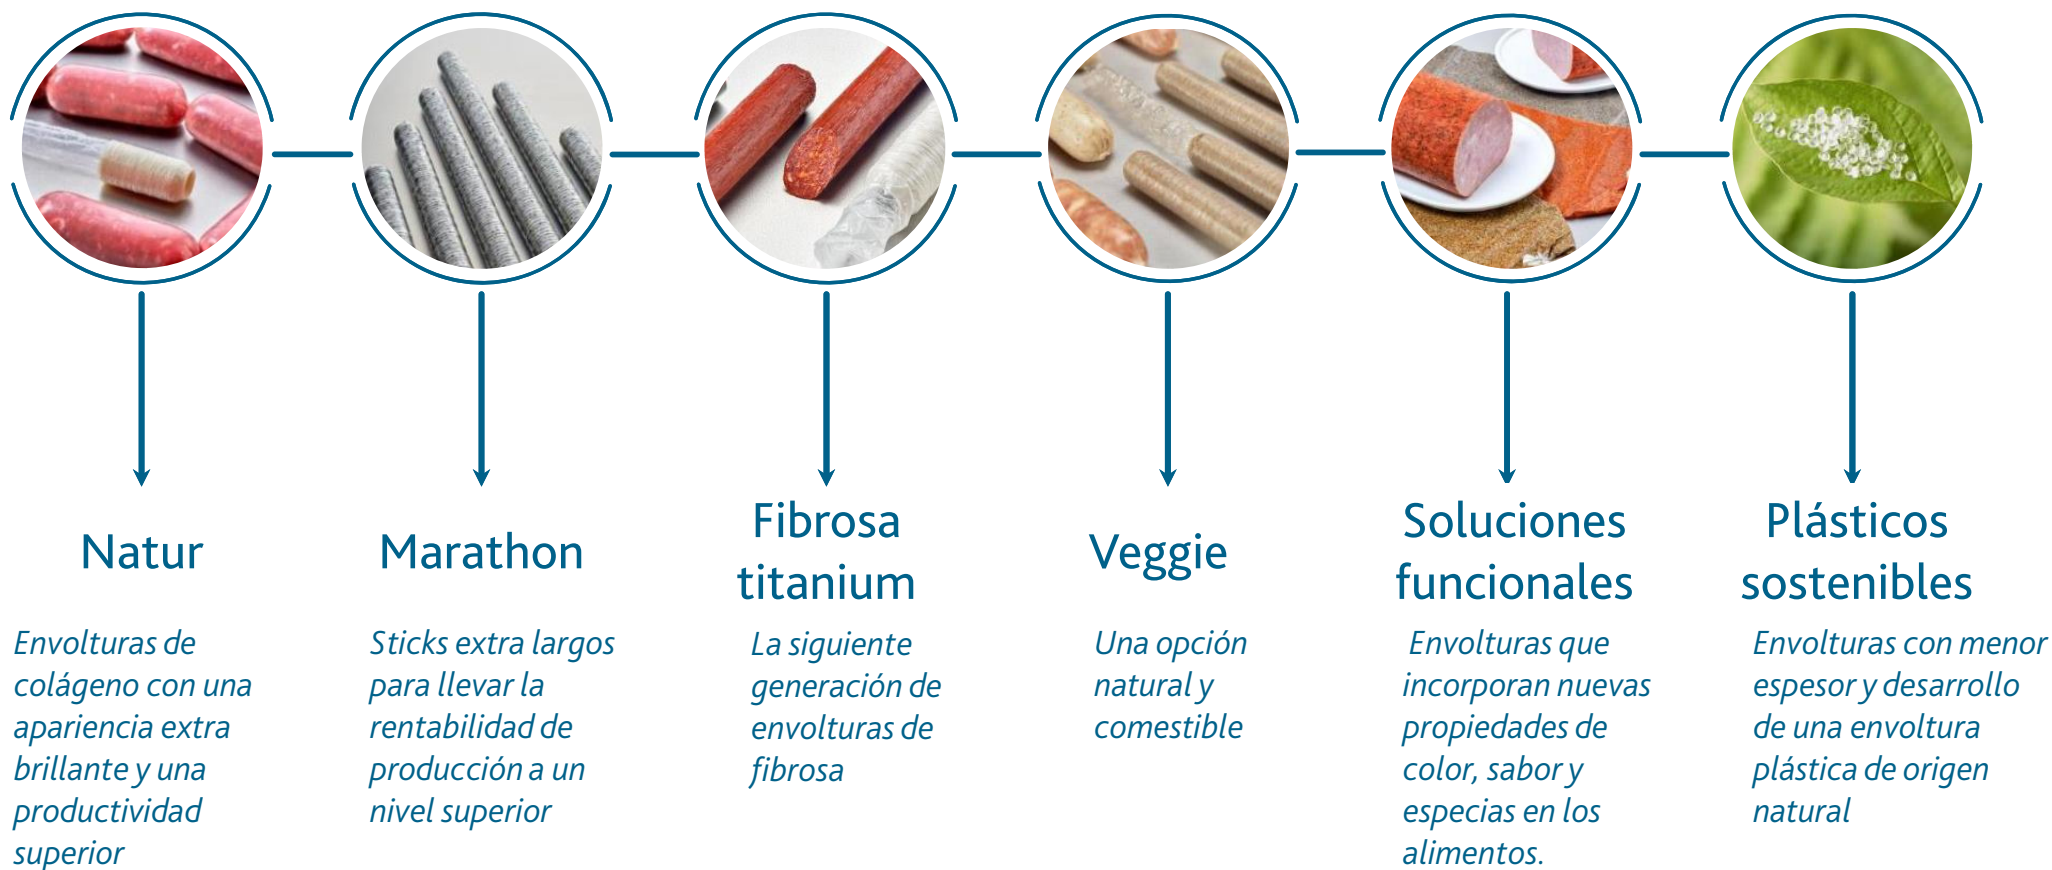 Natur
Envolturas de
colágeno con una
apariencia extra
brillante y una
productividad
superior
Marathon
Sticks extra largos
para llevar la
rentabilidad de
producción a un
nivel superior
Fibrosa
titanium
La siguiente
generación de
envolturas de
fibrosa
Veggie
Una opción
natural y
comestible
Soluciones
funcionales
Envolturas que
incorporan nuevas
propiedades de
color, sabor y
especias en los
alimentos.
Plásticos
sostenibles
Envolturas con menor
espesor y desarrollo
de una envoltura
plástica de origen
natural